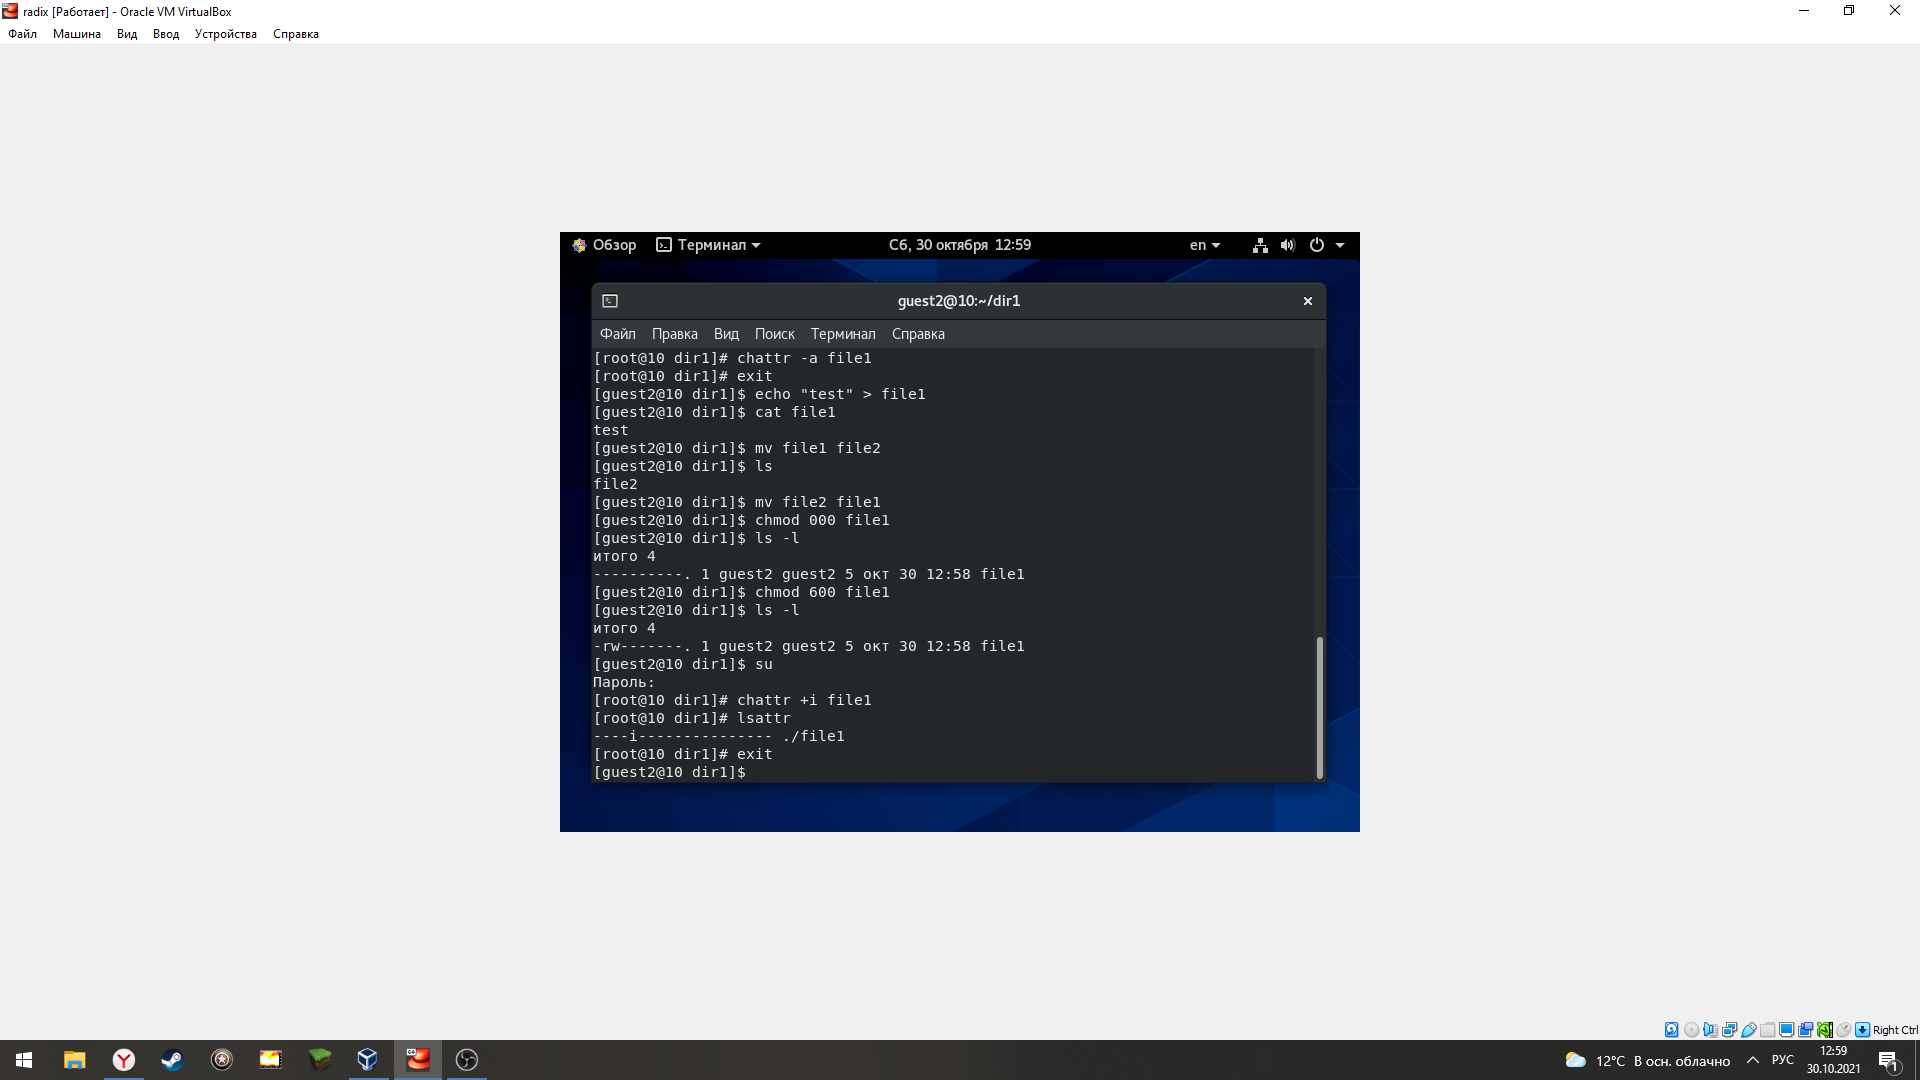 radix [Работает] - Oracle VM VirtualBox
Файл Машина Вид Ввод Устройства Справка
Обзор Терминал Сб, 30 октября 12:59 en
guest2@10:~/dir1
Файл Правка Вид Поиск Терминал Справка
[root@10 dir1]# chattr -a file1
[root@10 dir1]# exit
[guest2@10 dir1]$ echo "test" > file1
[guest2@10 dir1]$ cat file1
test
[guest2@10 dir1]$ mv file1 file2
[guest2@10 dir1]$ ls
file2
[guest2@10 dir1]$ mv file2 file1
[guest2@10 dir1]$ chmod 000 file1
[guest2@10 dir1]$ ls -l
итого 4
----------. 1 guest2 guest2 5 окт 30 12:58 file1
[guest2@10 dir1]$ chmod 600 file1
[guest2@10 dir1]$ ls -l
итого 4
-rw-------. 1 guest2 guest2 5 окт 30 12:58 file1
[guest2@10 dir1]$ su
Пароль:
[root@10 dir1]# chattr +i file1
[root@10 dir1]# lsattr
----i--------------- ./file1
[root@10 dir1]# exit
[guest2@10 dir1]$
Right Ctrl
12°C В осн. облачно РУС 12:59
30.10.2021
1